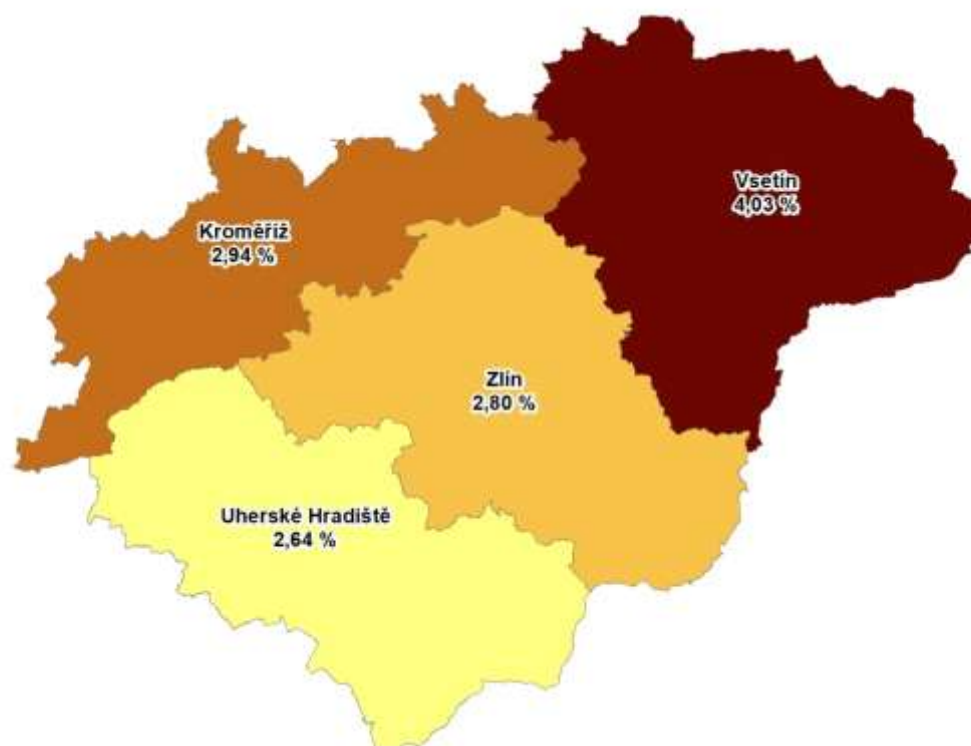 Vsetín
4,03 %
Kroměříž
2,94 %
Zlín
2,80 %
Uherské Hradiště
2,64 %